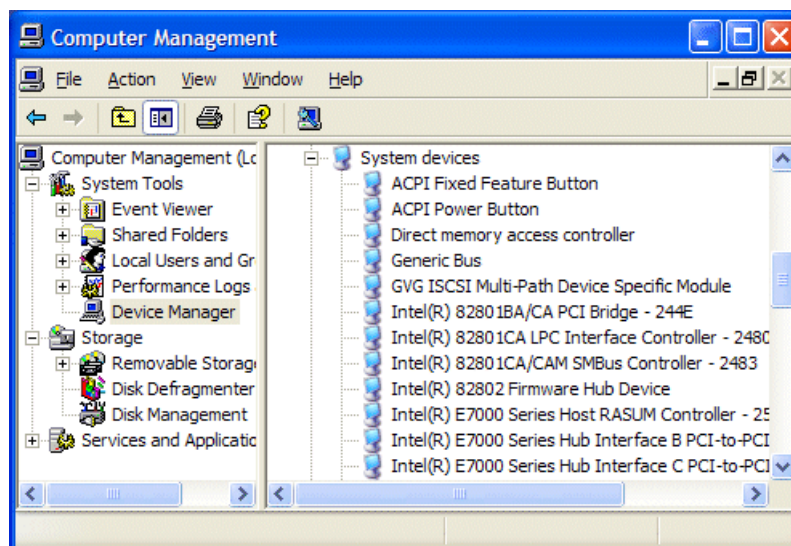 Computer Management
File Action View Window Help
Computer Management (Lc
System Tools
Event Viewer
Shared Folders
Local Users and Gr
Performance Logs
Device Manager
Storage
Removable Storag
Disk Defragmenter
Disk Management
Services and Applicatic
System devices
ACPI Fixed Feature Button
ACPI Power Button
Direct memory access controller
Generic Bus
GVG ISCSI Multi-Path Device Specific Module
Intel(R) 82801BA/CA PCI Bridge - 244E
Intel(R) 82801CA LPC Interface Controller - 2480
Intel(R) 82801CA/CAM SMBus Controller - 2483
Intel(R) 82802 Firmware Hub Device
Intel(R) E7000 Series Host RASUM Controller - 25
Intel(R) E7000 Series Hub Interface B PCI-to-PCI
Intel(R) E7000 Series Hub Interface C PCI-to-PCI